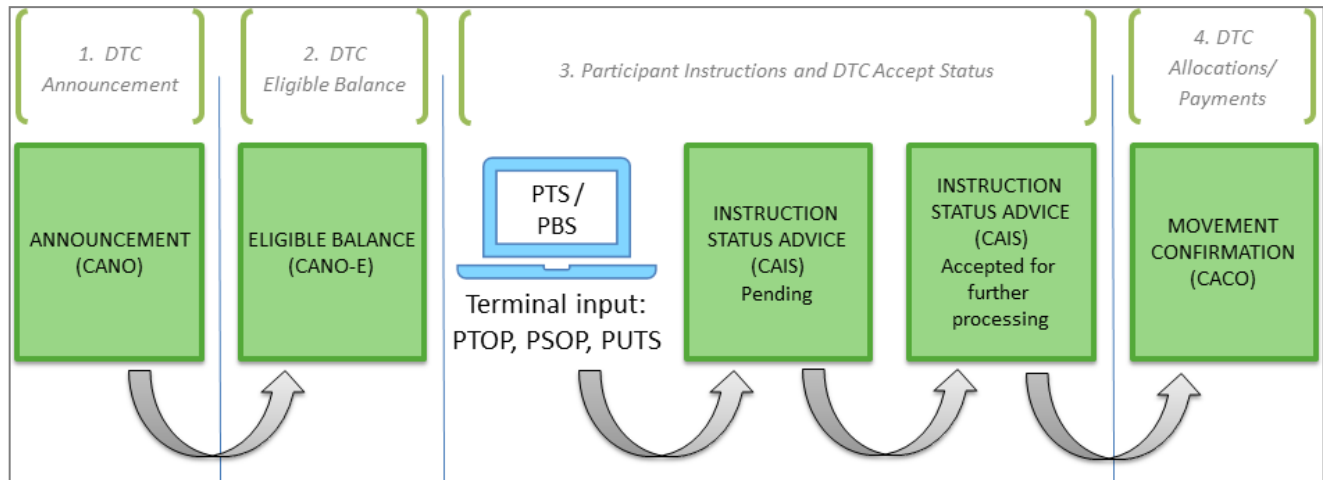 1. DTC
Announcement
2. DTC
Eligible Balance
3. Participant Instructions and DTC Accept Status
4. DTC
Allocations/
Payments
ANNOUNCEMENT
(CANO)
ELIGIBLE BALANCE
(CANO-E)
PTS /
PBS
Terminal input:
PTOP, PSOP, PUTS
INSTRUCTION
STATUS ADVICE
(CAIS)
Pending
INSTRUCTION
STATUS ADVICE
(CAIS)
Accepted for
further
processing
MOVEMENT
CONFIRMATION
(CACO)